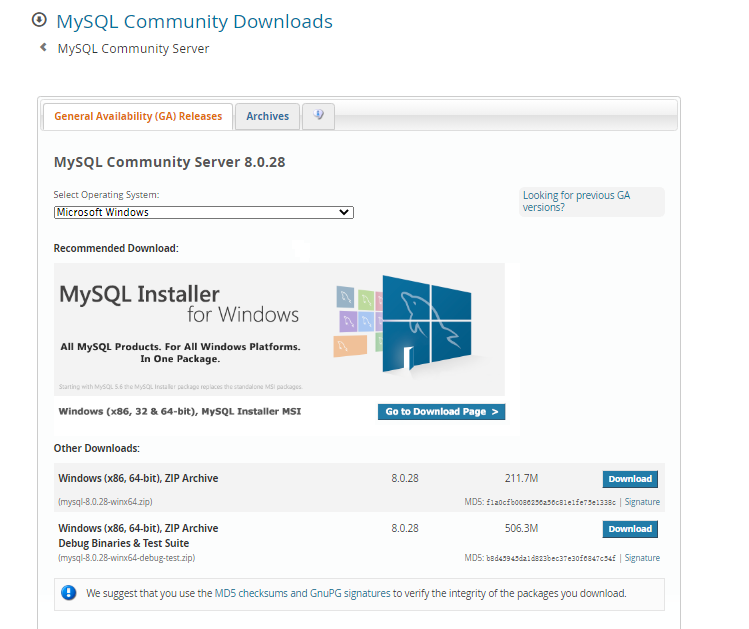 MySQL Community Downloads
MySQL Community Server
General Availability (GA) Releases
Archives
MySQL Community Server 8.0.28
Select Operating System:
Microsoft Windows
Looking for previous GA
versions?
Recommended Download:
MySQL Installer
for Windows
All MySQL Products. For All Windows Platforms.
In One Package.
Starting with MySQL 5.6 the MySQL Installer package replaces the standalone MSI packages.
Windows (x86, 32 & 64-bit), MySQL Installer MSI
Go to Download Page >
Other Downloads:
Windows (x86, 64-bit), ZIP Archive 8.0.28 211.7M Download
(mysql-8.0.28-winx64.zip) MD5: | Signature
Windows (x86, 64-bit), ZIP Archive 8.0.28 506.3M Download
Debug Binaries & Test Suite
(mysql-8.0.28-winx64-debug-test.zip) MD5: | Signature
We suggest that you use the MD5 checksums and GnuPG signatures to verify the integrity of the packages you download.